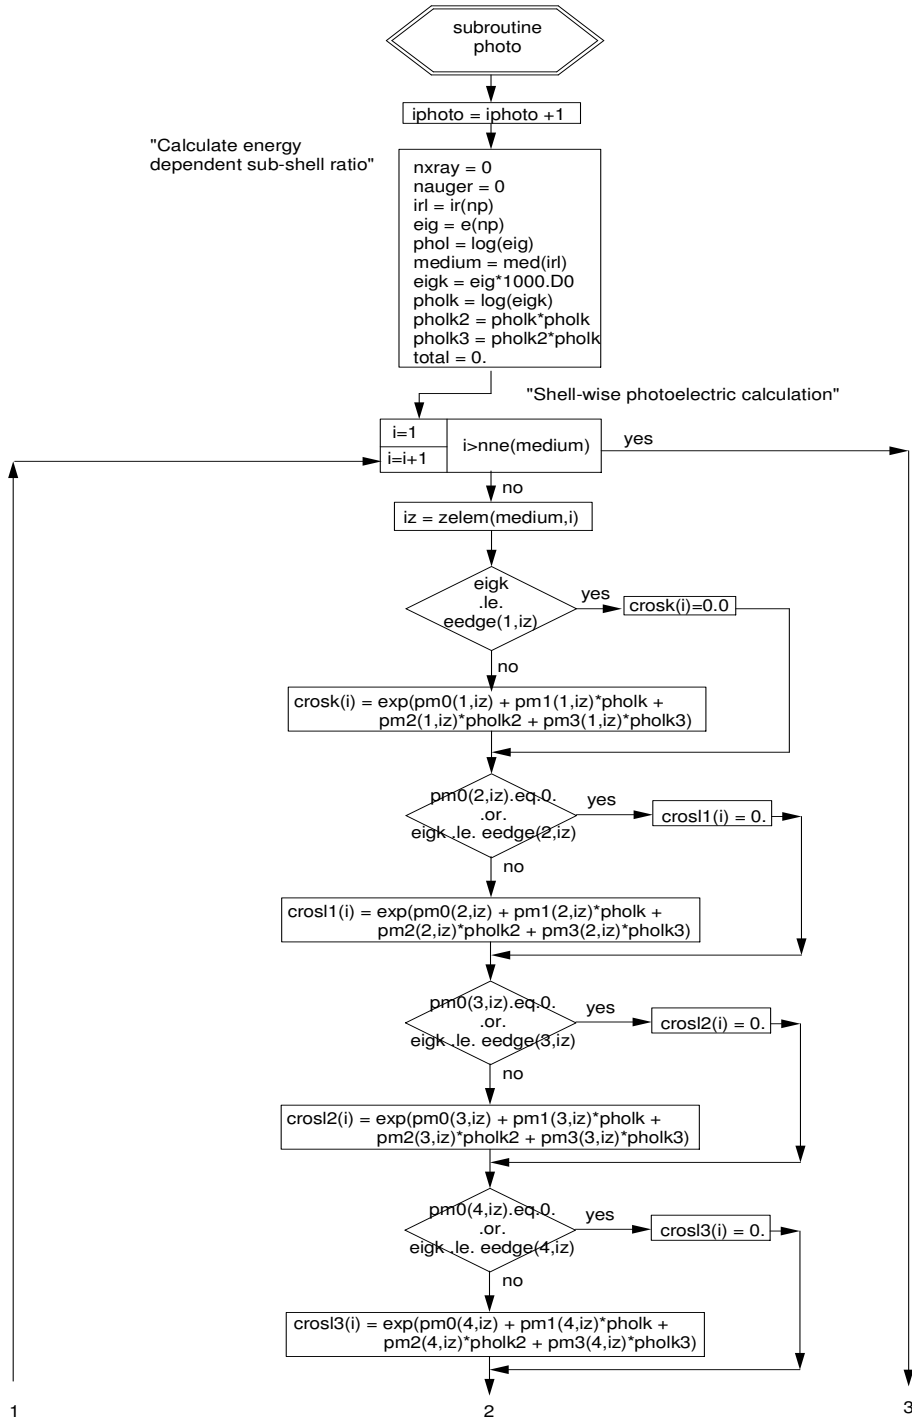 subroutine
photo
iphoto = iphoto +1
"Calculate energy
dependent sub-shell ratio"
nxray = 0
nauger = 0
irl = ir(np)
eig = e(np)
phol = log(eig)
medium = med(irl)
eigk = eig*1000.D0
pholk = log(eigk)
pholk2 = pholk*pholk
pholk3 = pholk2*pholk
total = 0.
"Shell-wise photoelectric calculation"
i=1
i=i+1
i>nne(medium)
yes
no
iz = zelem(medium,i)
eigk
.le.
eedge(1,iz)
yes
crosk(i)=0.0
no
crosk(i) = exp(pm0(1,iz) + pm1(1,iz)*pholk +
pm2(1,iz)*pholk2 + pm3(1,iz)*pholk3)
pm0(2,iz).eq.0.
.or.
eigk .le. eedge(2,iz)
yes
crosl1(i) = 0.
no
crosl1(i) = exp(pm0(2,iz) + pm1(2,iz)*pholk +
pm2(2,iz)*pholk2 + pm3(2,iz)*pholk3)
pm0(3,iz).eq.0.
.or.
eigk .le. eedge(3,iz)
yes
crosl2(i) = 0.
no
crosl2(i) = exp(pm0(3,iz) + pm1(3,iz)*pholk +
pm2(3,iz)*pholk2 + pm3(3,iz)*pholk3)
pm0(4,iz).eq.0.
.or.
eigk .le. eedge(4,iz)
yes
crosl3(i) = 0.
no
crosl3(i) = exp(pm0(4,iz) + pm1(4,iz)*pholk +
pm2(4,iz)*pholk2 + pm3(4,iz)*pholk3)
1
2
3